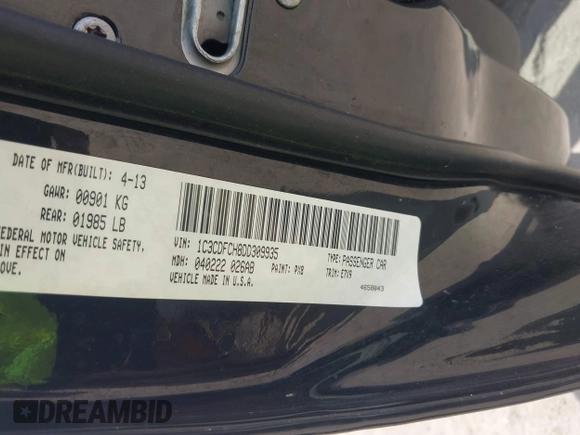 DATE OF MFR(BUILT): 4-13
GAWR: 00901 KG
REAR: 01985 LB
FEDERAL MOTOR VEHICLE SAFETY,
IN EFFECT ON
OVE.
VIN: 1C3CDFCH8DD309935
TYPE: PASSENGER CAR
MDH: 040222 026AB
PAINT: PX8
TRIM: E7X9
VEHICLE MADE IN U.S.A.
4658043
DREAMBID